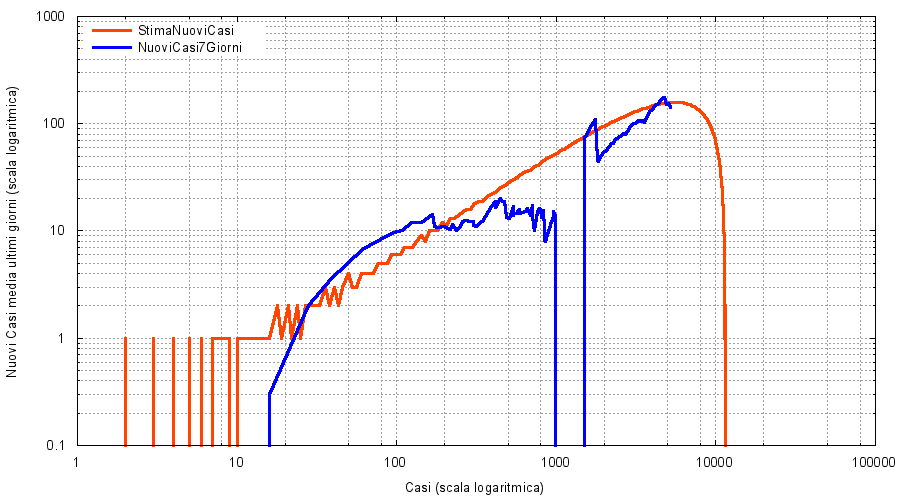 1000
StimaNuoviCasi
NuoviCasi7Giorni
100
10
1
0.1
Nuovi Casi media ultimi giorni (scala logaritmica)
1 10 100 1000 10000 100000
Casi (scala logaritmica)